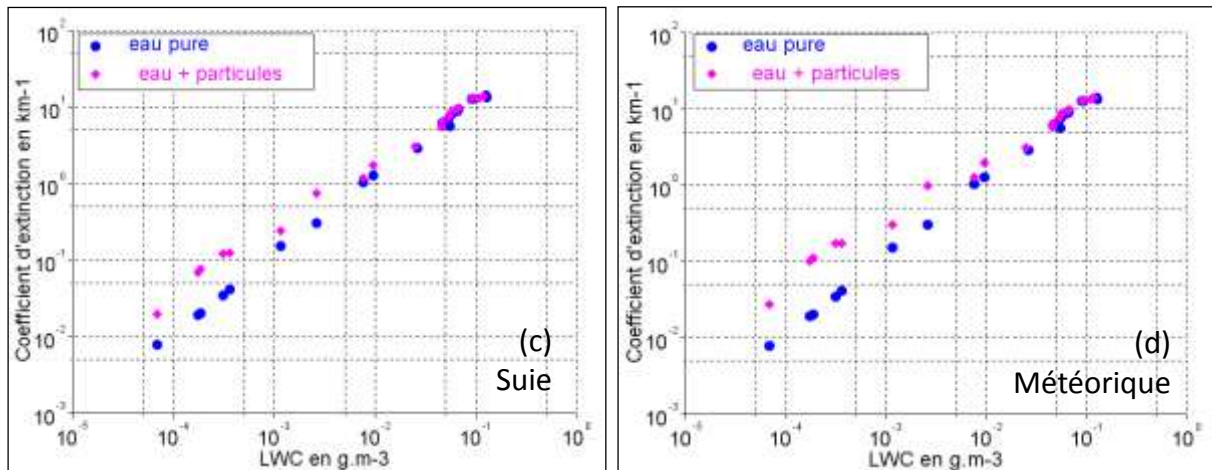 eau pure
eau + particules
Coefficient d'extinction en km-1
10²
10¹
10⁰
10⁻¹
10⁻²
10⁻³
10⁻⁵
10⁻⁴
10⁻³
10⁻²
10⁻¹
10⁰
LWC en g.m-3
(c)
Suie
eau pure
eau + particules
Coefficient d'extinction en km-1
10²
10¹
10⁰
10⁻¹
10⁻²
10⁻³
10⁻⁵
10⁻⁴
10⁻³
10⁻²
10⁻¹
10⁰
LWC en g.m-3
(d)
Météorique